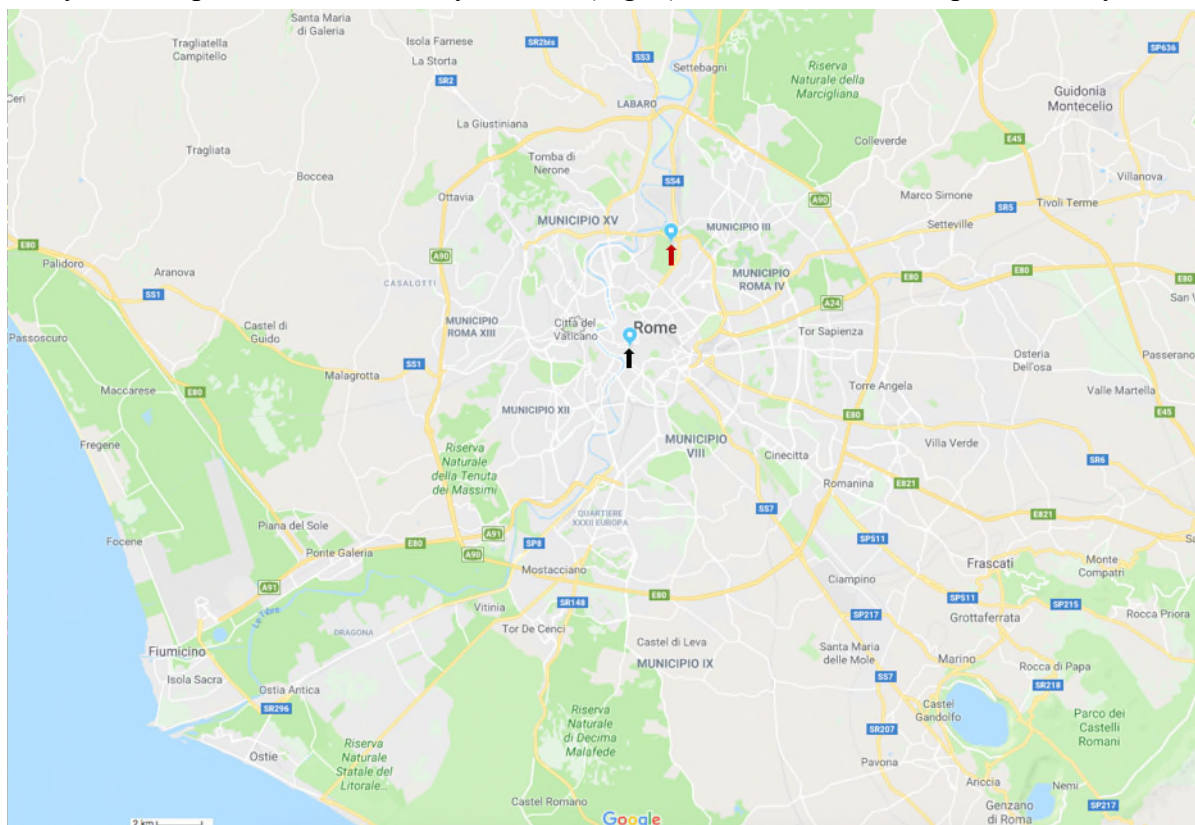 Santa Maria
di Galeria
Tragliatella
Campitello
Isola Farnese
La Storta
SR2bis
SS3
Settebagni
SP636
SR2
Riserva
Naturale della
Marcigliana
Guidonia
Montecelio
Ceri
LABARO
La Giustiniana
Colleverde
E45
Tragliata
Boccea
Tomba di
Nerone
SS4
Villanova
Ottavia
A90
Marco Simone
SR5
Tivoli Terme
MUNICIPIO XV
MUNICIPIO III
Setteville
E80
Palidoro
Aranova
A90
CASALOTTI
MUNICIPIO
ROMA IV
E80
E80
E80
SS1
A24
San V
Passoscuro
Castel di
Guido
MUNICIPIO
ROMA XIII
Città del
Vaticano
Rome
Tor Sapienza
Osteria
Dell'osa
Passerano
SS1
Malagrotta
Maccarese
E80
Torre Angela
Valle Martella
MUNICIPIO XII
E80
E45
Fregene
Riserva
Naturale
della Tenuta
dei Massimi
MUNICIPIO
VIII
Cinecitta
Villa Verde
SR6
Romanina
E821
Piana del Sole
QUARTIERE
XXXII EUROPA
SS7
E821
Focene
Ponte Galeria
E80
A91
A90
SP8
SP511
Sa
Mostacciano
Frascati
Monte
Compatri
A91
Ciampino
E80
Le Tibre
Vitinia
SR148
SP217
SP511
SP215
Rocca Priora
DRAGONA
Tor De Cenci
Grottaferrata
Fiumicino
Castel di Leva
Santa Maria
delle Mole
Marino
Rocca di Papa
Isola Sacra
MUNICIPIO IX
SS7
SR218
Ostia Antica
SR296
Riserva
Naturale
di Decima
Malafede
Castel
Gandolfo
Parco dei
Castelli
Romani
SR207
Ostie
Riserva
Naturale
Statale del
Litorale...
Pavona
Ariccia
Nemi
Castel Romano
Genzano
di Roma
SP217
2 km
Google